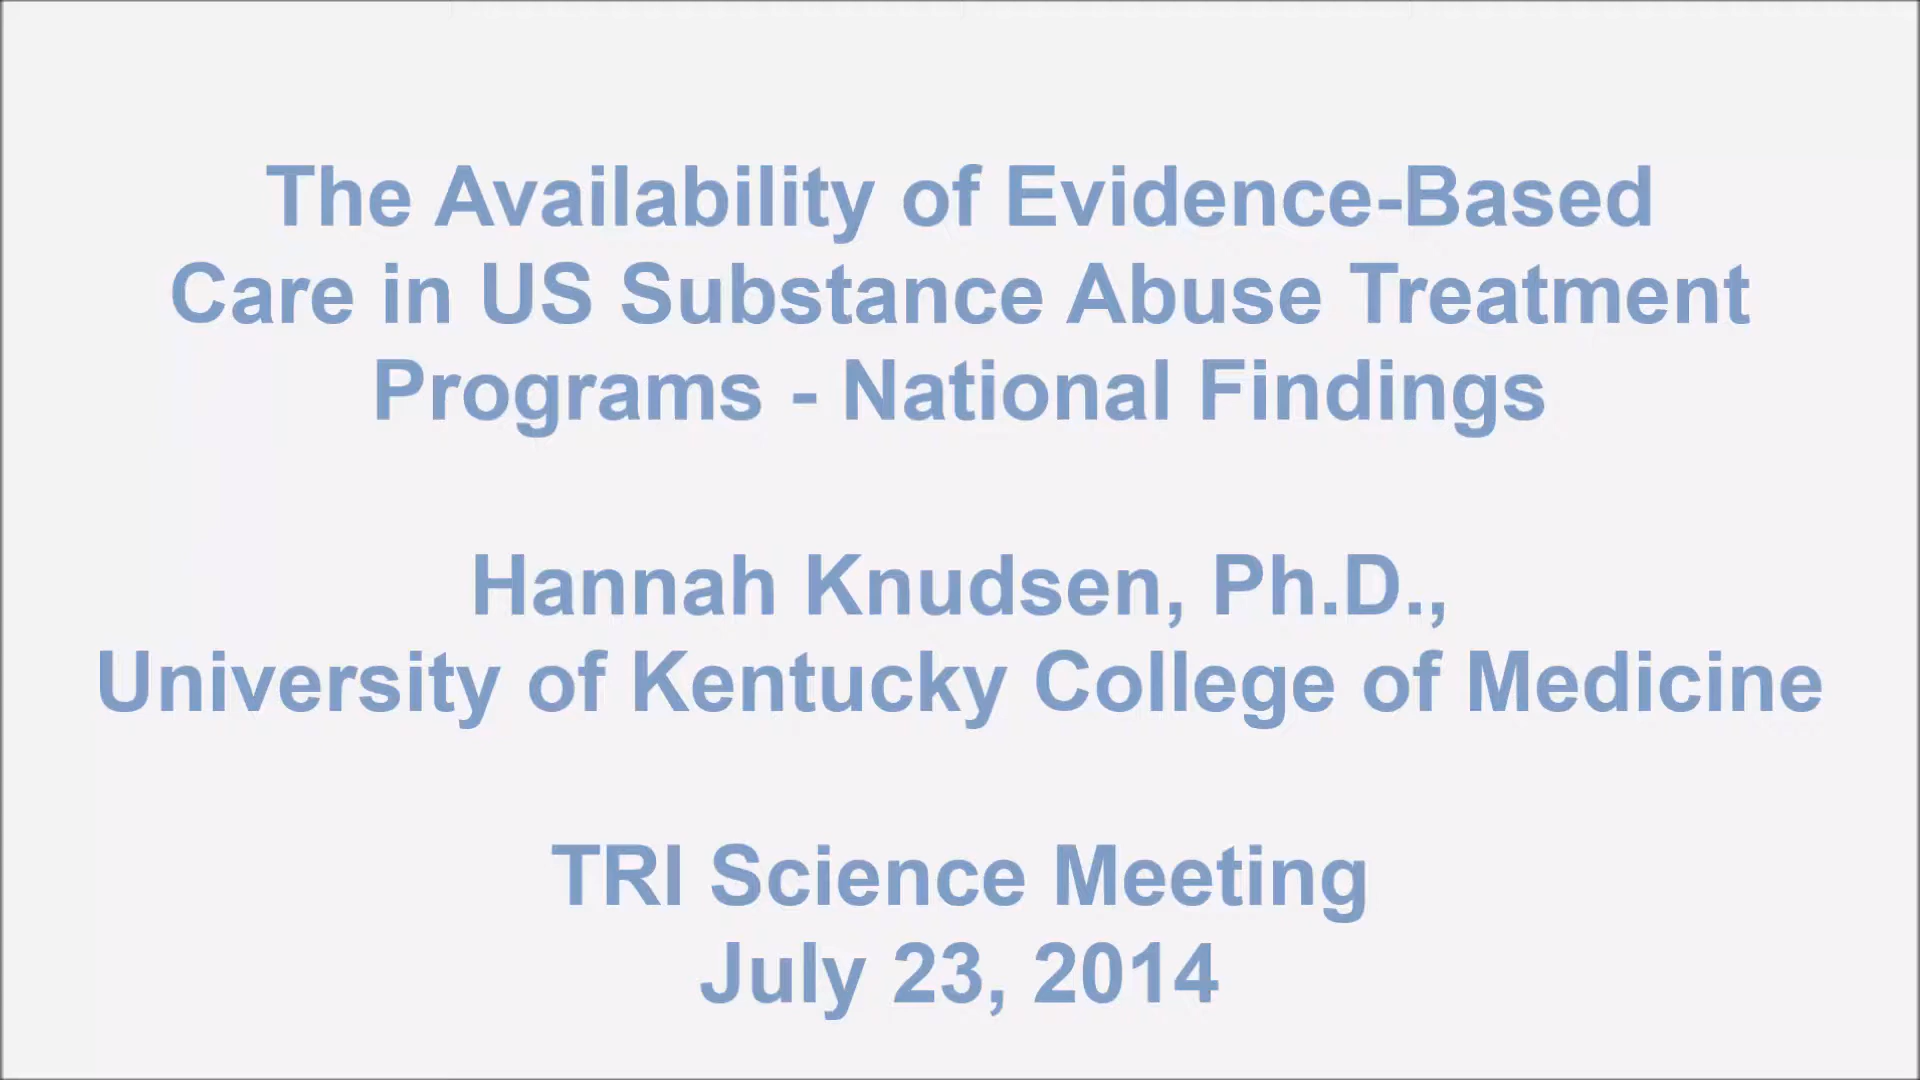 The Availability of Evidence-Based
Care in US Substance Abuse Treatment
Programs - National Findings
Hannah Knudsen, Ph.D.,
University of Kentucky College of Medicine
TRI Science Meeting
July 23, 2014